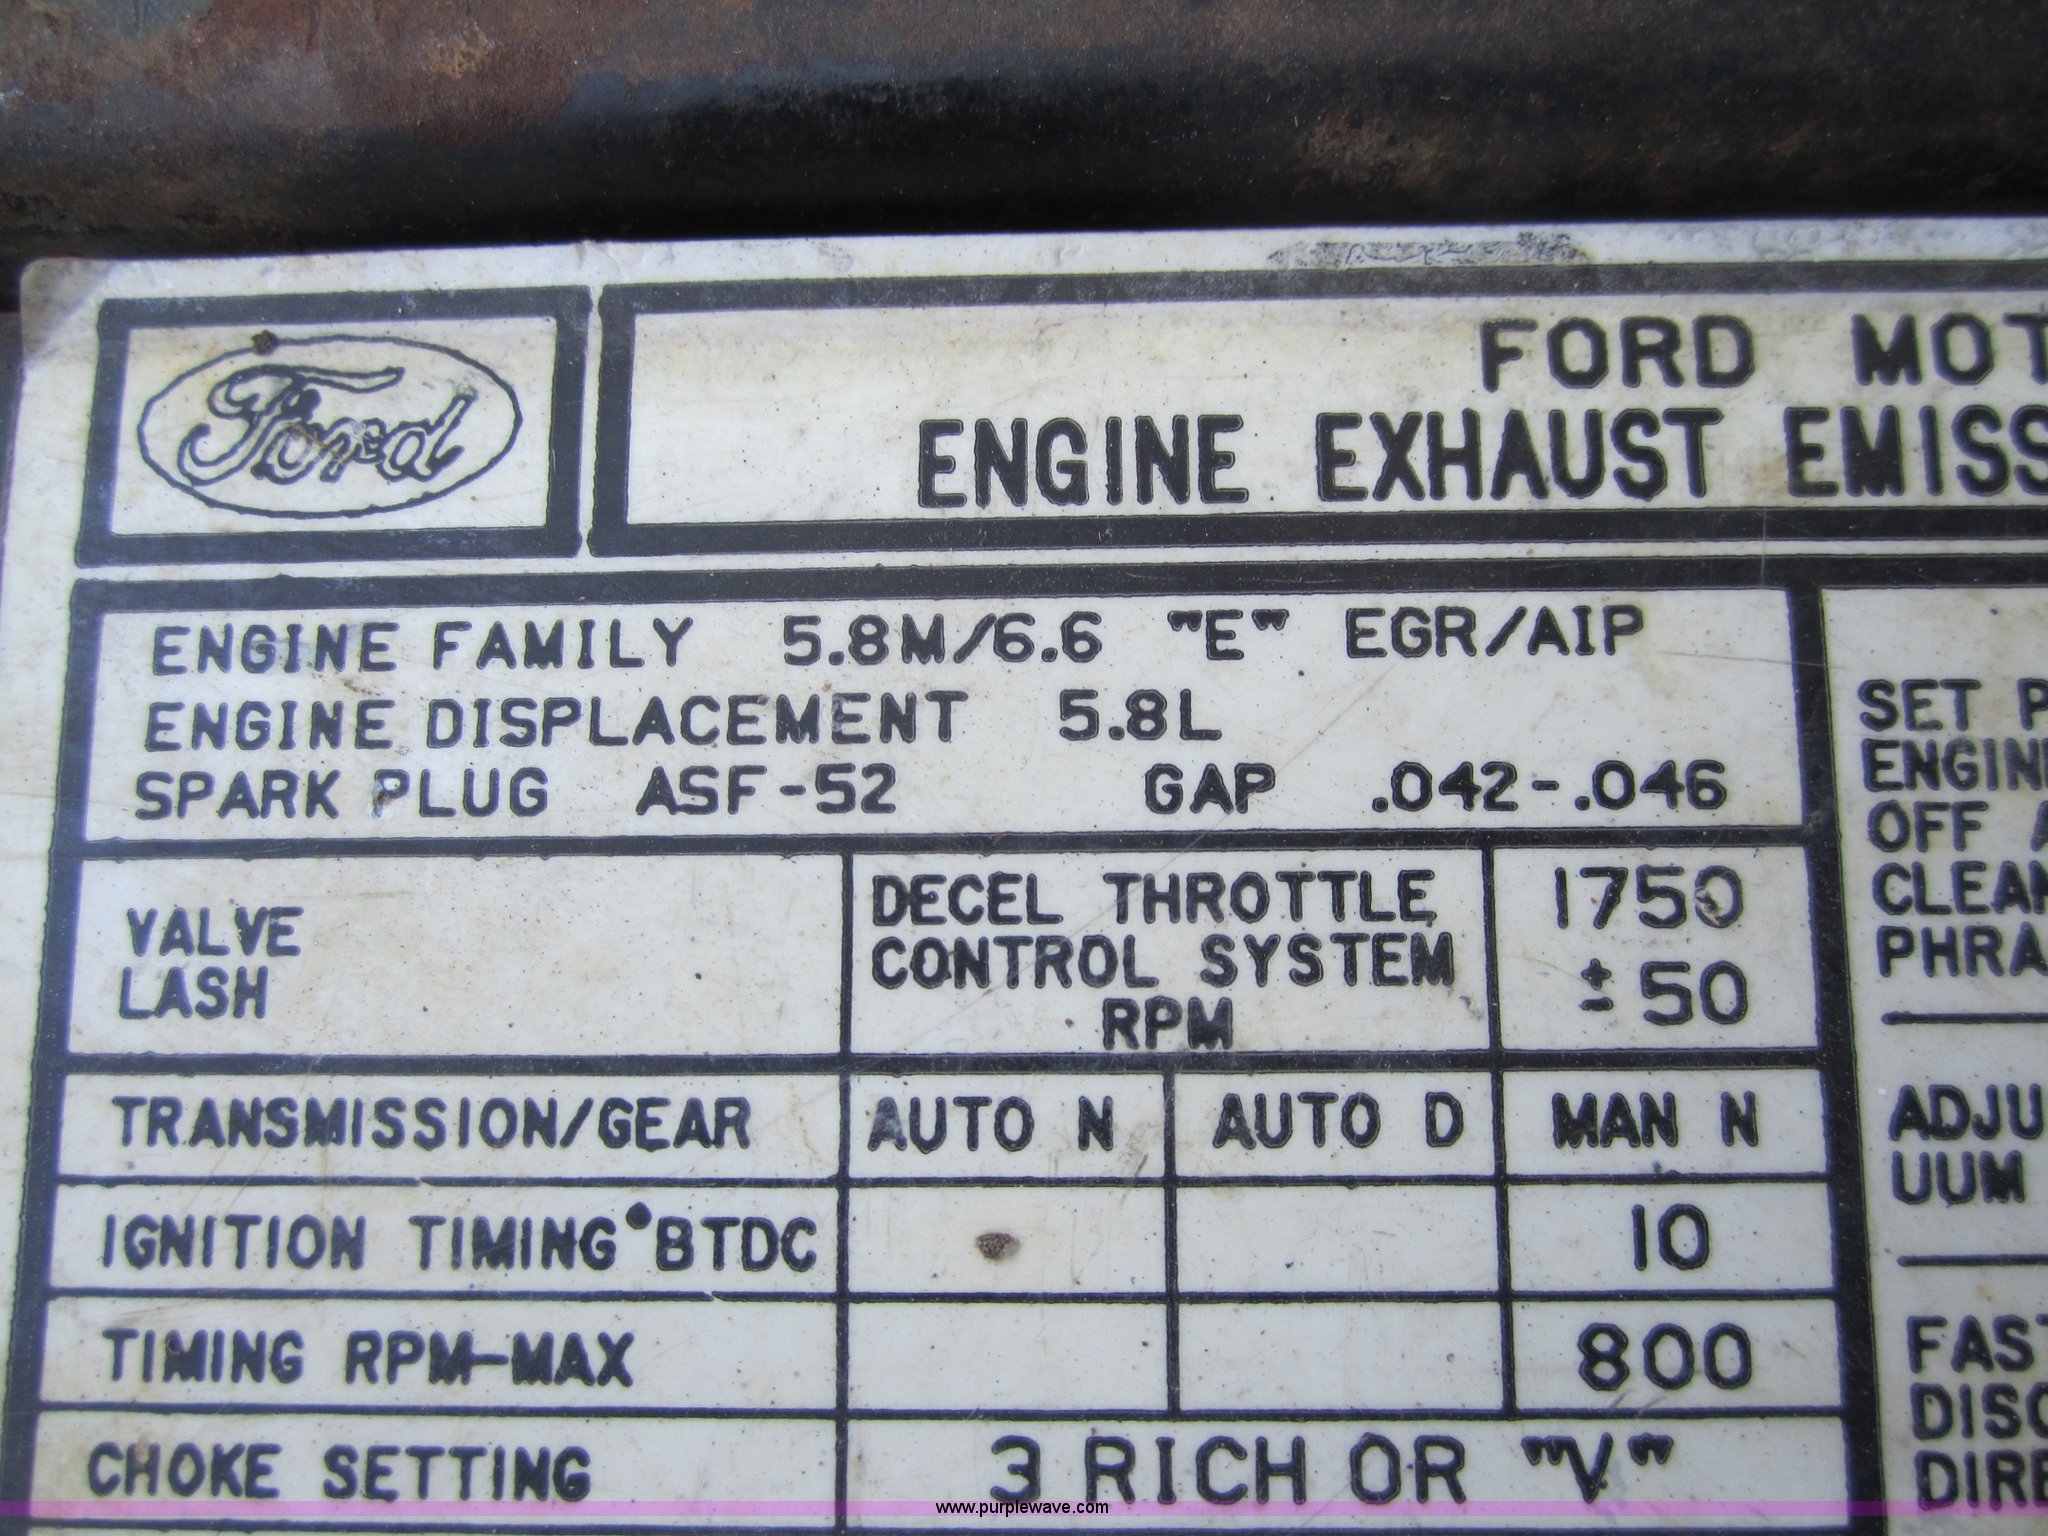 Ford
FORD MOT
ENGINE EXHAUST EMISS
ENGINE FAMILY 5.8M/6.6 "E" EGR/AIP
ENGINE DISPLACEMENT 5.8L
SPARK PLUG ASF-52 GAP .042-.046
VALVE
LASH
DECEL THROTTLE
CONTROL SYSTEM
RPM
1750
±50
TRANSMISSION/GEAR AUTO N AUTO D MAN N
IGNITION TIMING °BTDC 10
TIMING RPM-MAX 800
CHOKE SETTING 3 RICH OR "V"
SET P
ENGIN
OFF A
CLEAN
PHRA
ADJU
UUM
FAST
DISC
DIRE
www.purplewave.com